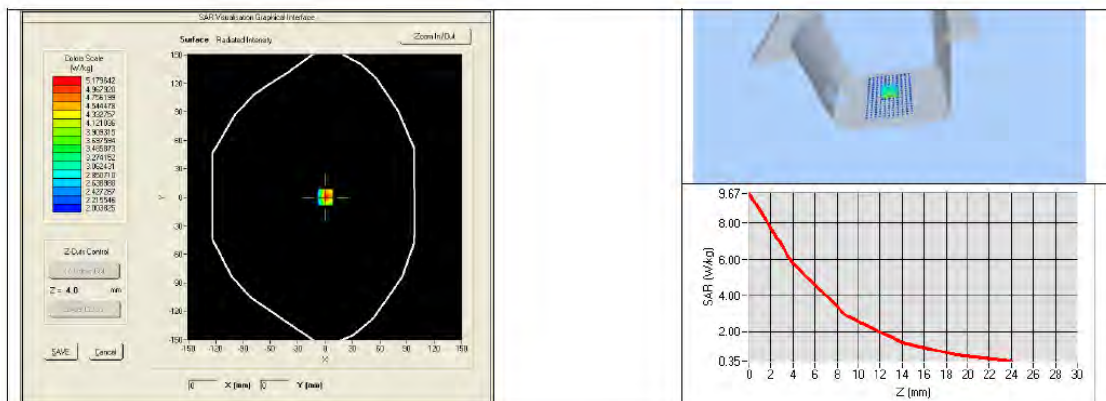 SAR Visualisation Graphical Interface
Surface Radiated Intensity
Zoom In/Out
Colors Scale
(W/kg)
5.179642
4.967920
4.756199
4.544478
4.332757
4.121036
3.909315
3.697594
3.485873
3.274152
3.062431
2.850710
2.638988
2.427267
2.215546
2.003825
150
120
90
60
30
0
-30
-60
-90
-120
-150
Y
-150 -120 -90 -60 -30 0 30 60 90 120 150
X
Z-Cuts Control
Z = 4.0 mm
SAVE Cancel
0 X (mm) 0 Y (mm)
9.67
8.00
6.00
4.00
2.00
0.35
SAR (W/kg)
0 2 4 6 8 10 12 14 16 18 20 22 24 26 30
Z (mm)